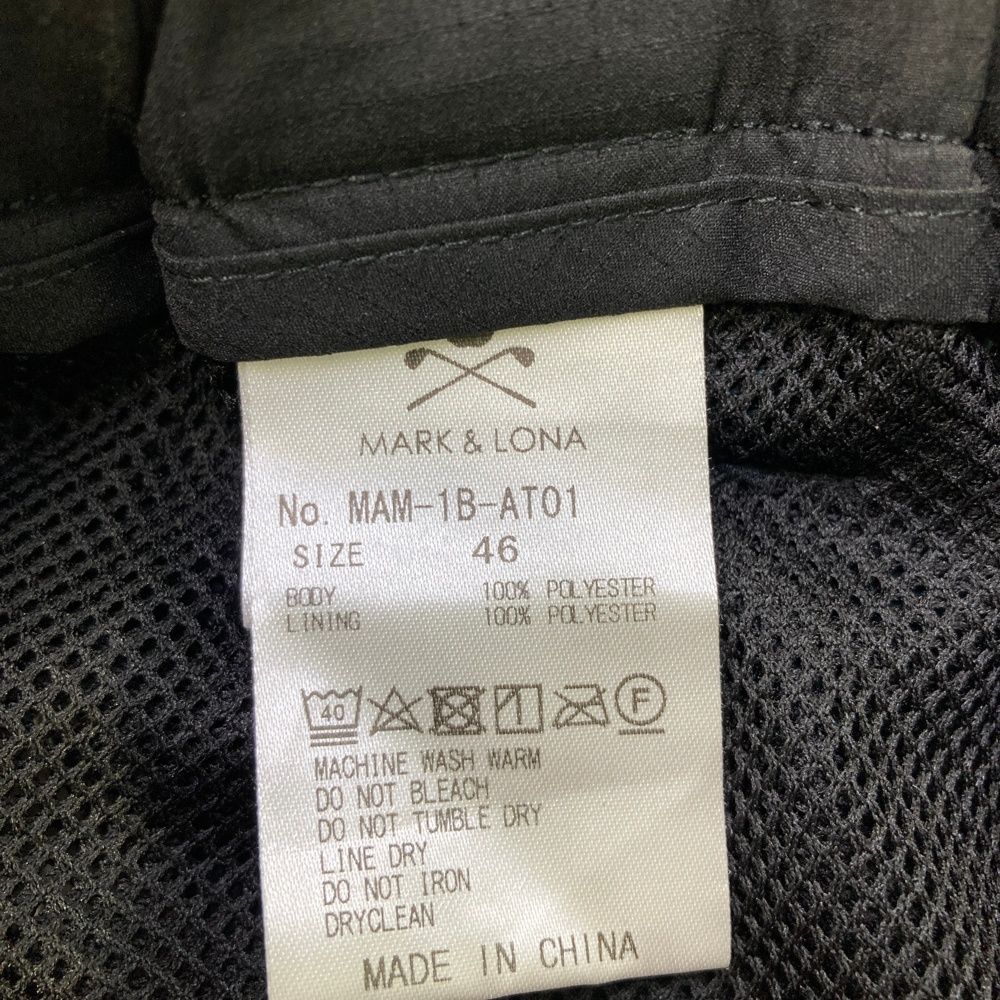 MARK & LONA
No. MAM-1B-AT01
SIZE 46
BODY 100% POLYESTER
LINING 100% POLYESTER
40 F
MACHINE WASH WARM
DO NOT BLEACH
DO NOT TUMBLE DRY
LINE DRY
DO NOT IRON
DRYCLEAN
MADE IN CHINA